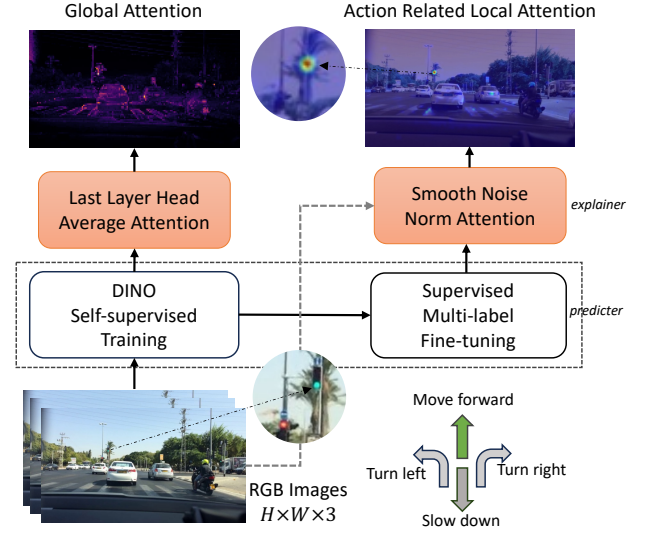 Global Attention
Action Related Local Attention
Last Layer Head
Average Attention
Smooth Noise
Norm Attention
explainer
DINO
Self-supervised
Training
Supervised
Multi-label
Fine-tuning
predicter
Move forward
Turn left
Turn right
Slow down
RGB Images
H×W×3